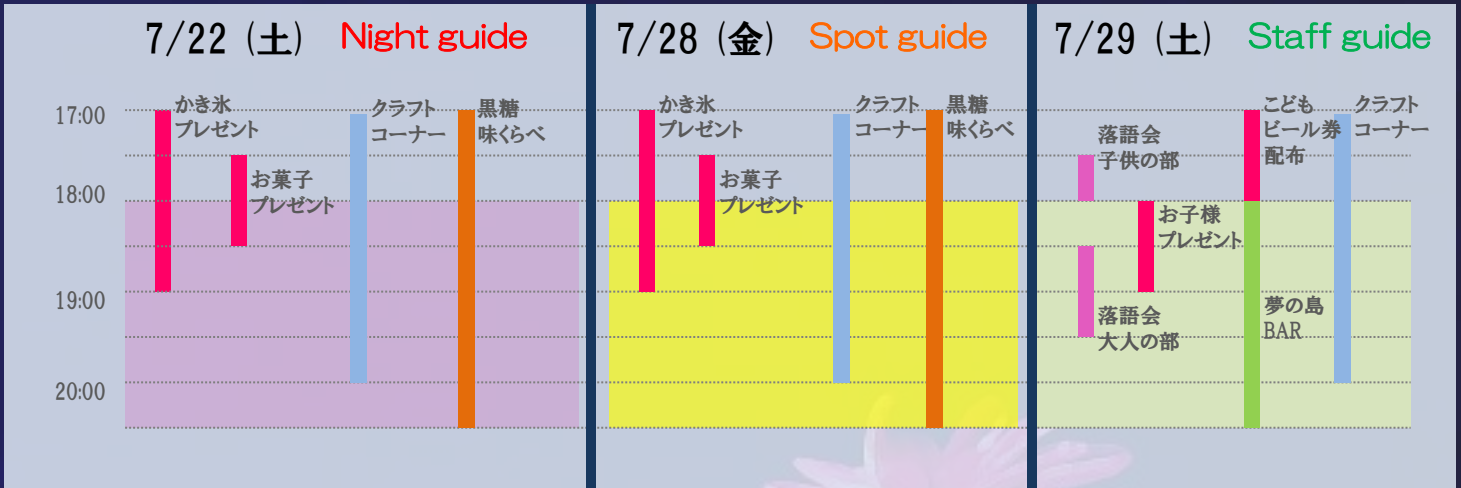 7/22 (土) Night guide
17:00
18:00
19:00
20:00
かき氷
プレゼント
お菓子
プレゼント
クラフト
コーナー
黒糖
味くらべ
7/28 (金) Spot guide
かき氷
プレゼント
お菓子
プレゼント
クラフト
コーナー
黒糖
味くらべ
7/29 (土) Staff guide
落語会
子供の部
落語会
大人の部
お子様
プレゼント
こども
ビール券
配布
夢の島
BAR
クラフト
コーナー